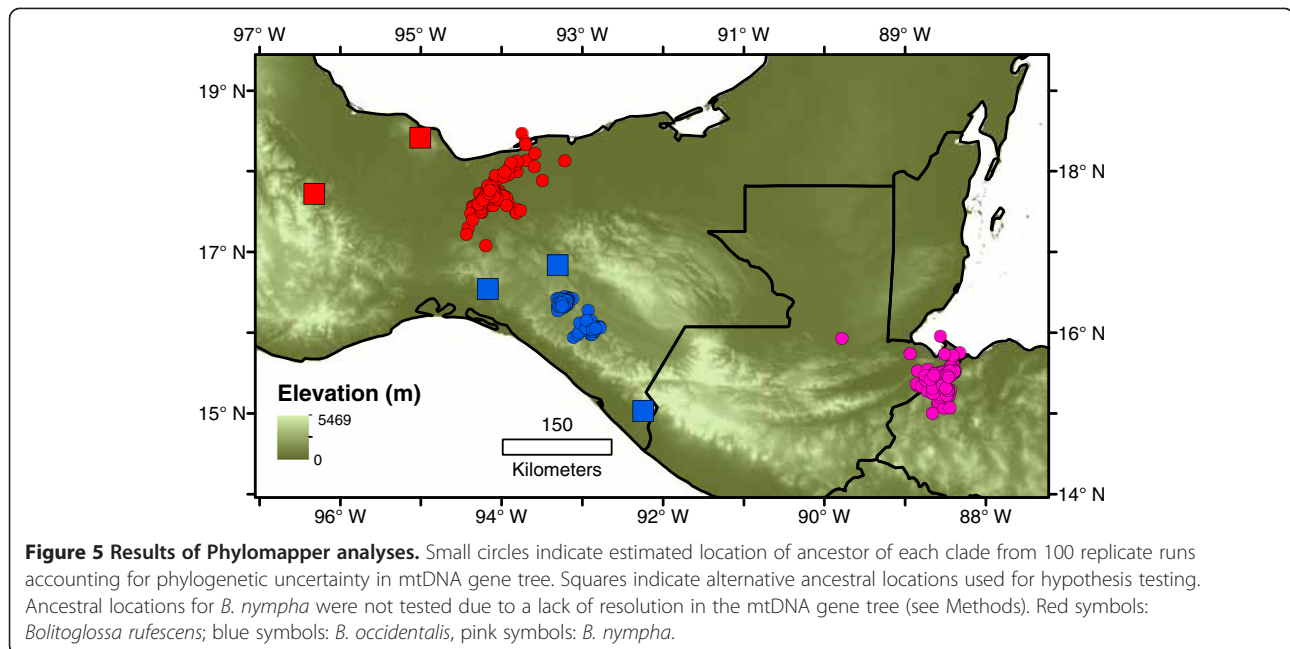 97° W 95° W 93° W 91° W 89° W
19° N
17° N
15° N
18° N
16° N
14° N
Elevation (m)
5469
0
150
Kilometers
96° W 94° W 92° W 90° W 88° W
Figure 5 Results of Phylomapper analyses. Small circles indicate estimated location of ancestor of each clade from 100 replicate runs
accounting for phylogenetic uncertainty in mtDNA gene tree. Squares indicate alternative ancestral locations used for hypothesis testing.
Ancestral locations for B. nympha were not tested due to a lack of resolution in the mtDNA gene tree (see Methods). Red symbols:
Bolitoglossa rufescens; blue symbols: B. occidentalis, pink symbols: B. nympha.